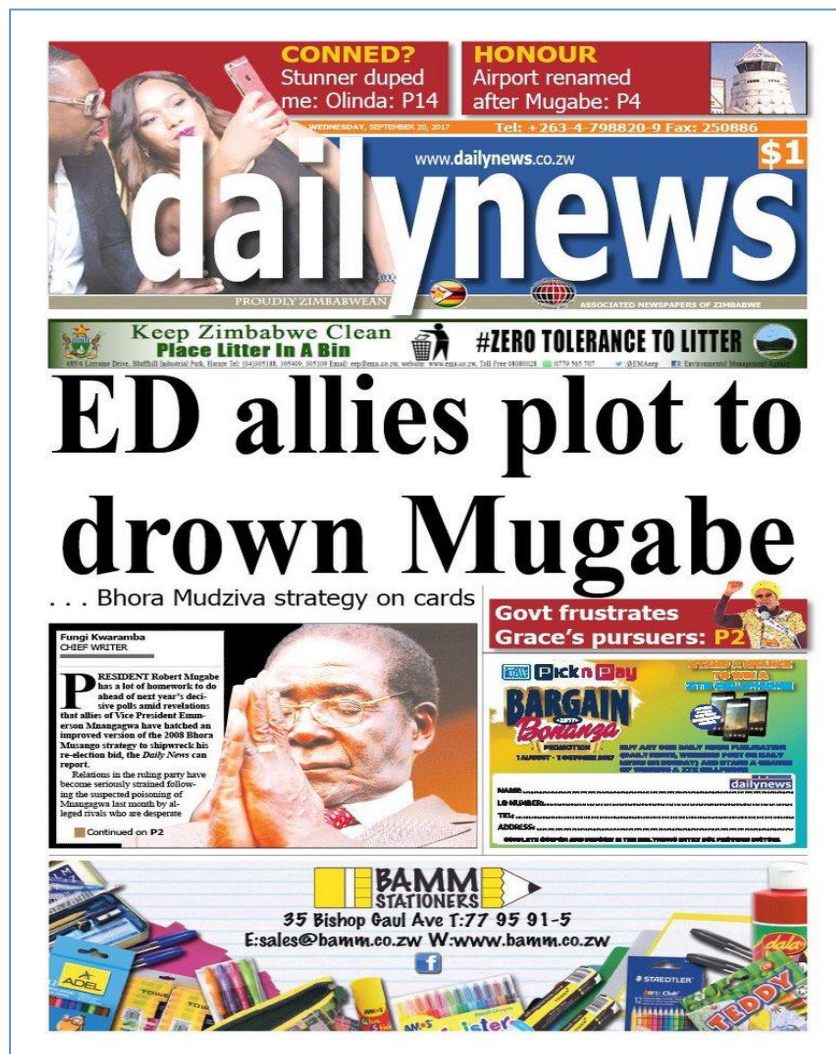 CONNED?
Stunner duped
me: Olinda: P14
HONOUR
Airport renamed
after Mugabe: P4
WEDNESDAY, SEPTEMBER 20, 2017
Tel: +263-4-798820-9 Fax: 250886
www.dailynews.co.zw
$1
dailynews
PROUDLY ZIMBABWEAN
ASSOCIATED NEWSPAPERS OF ZIMBABWE
Keep Zimbabwe Clean
Place Litter In A Bin
#ZERO TOLERANCE TO LITTER
ED allies plot to
drown Mugabe
. . . Bhora Mudziva strategy on cards
Govt frustrates
Grace's pursuers: P2
Fungi Kwaramba
CHIEF WRITER
PRESIDENT Robert Mugabe
has a lot of homework to do
ahead of next year's deci-
sive polls amid revelations
that allies of Vice President Emm-
erson Mnangagwa have hatched an
improved version of the 2008 Bhora
Musango strategy to shipwreck his
re-election bid, the Daily News can
report.
Relations in the ruling party have
become seriously strained follow-
ing the suspected poisoning of
Mnangagwa last month by al-
leged rivals who are desperate
Continued on P2
Pick n Pay
BARGAIN
2017
Bonanza
PROMOTION
dailynews
NAME:
I.D NUMBER:
TEL:
ADDRESS:
BAMM
STATIONERS
35 Bishop Gaul Ave T:77 95 91-5
E:sales@bamm.co.zw W:www.bamm.co.zw
f
ADEL
STAEDTLER
dala
TEDDY